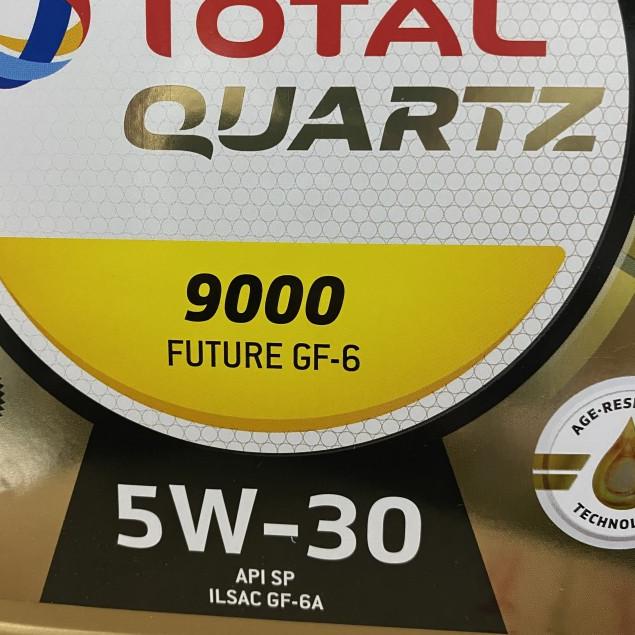 TOTAL
QUARTZ
9000
FUTURE GF-6
5W-30
API SP
ILSAC GF-6A